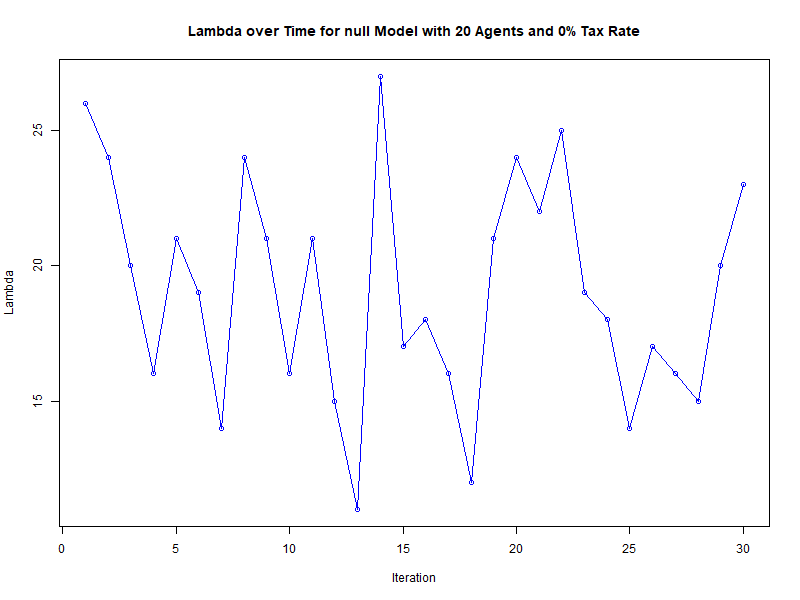 Lambda over Time for null Model with 20 Agents and 0% Tax Rate
25
20
15
Lambda
0 5 10 15 20 25 30
Iteration